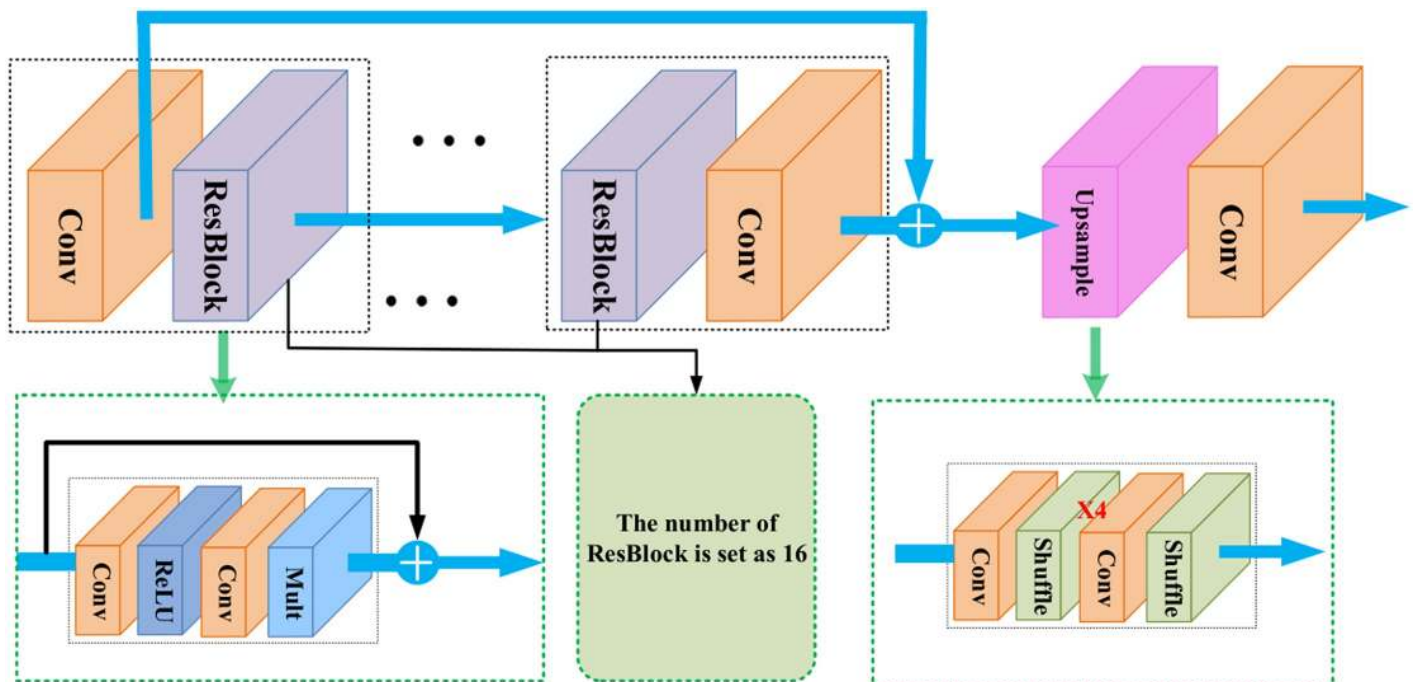 Conv
ResBlock
ResBlock
Conv
Upsample
Conv
Conv
ReLU
Conv
Mult
The number of
ResBlock is set as 16
Conv
Shuffle
X4
Conv
Shuffle